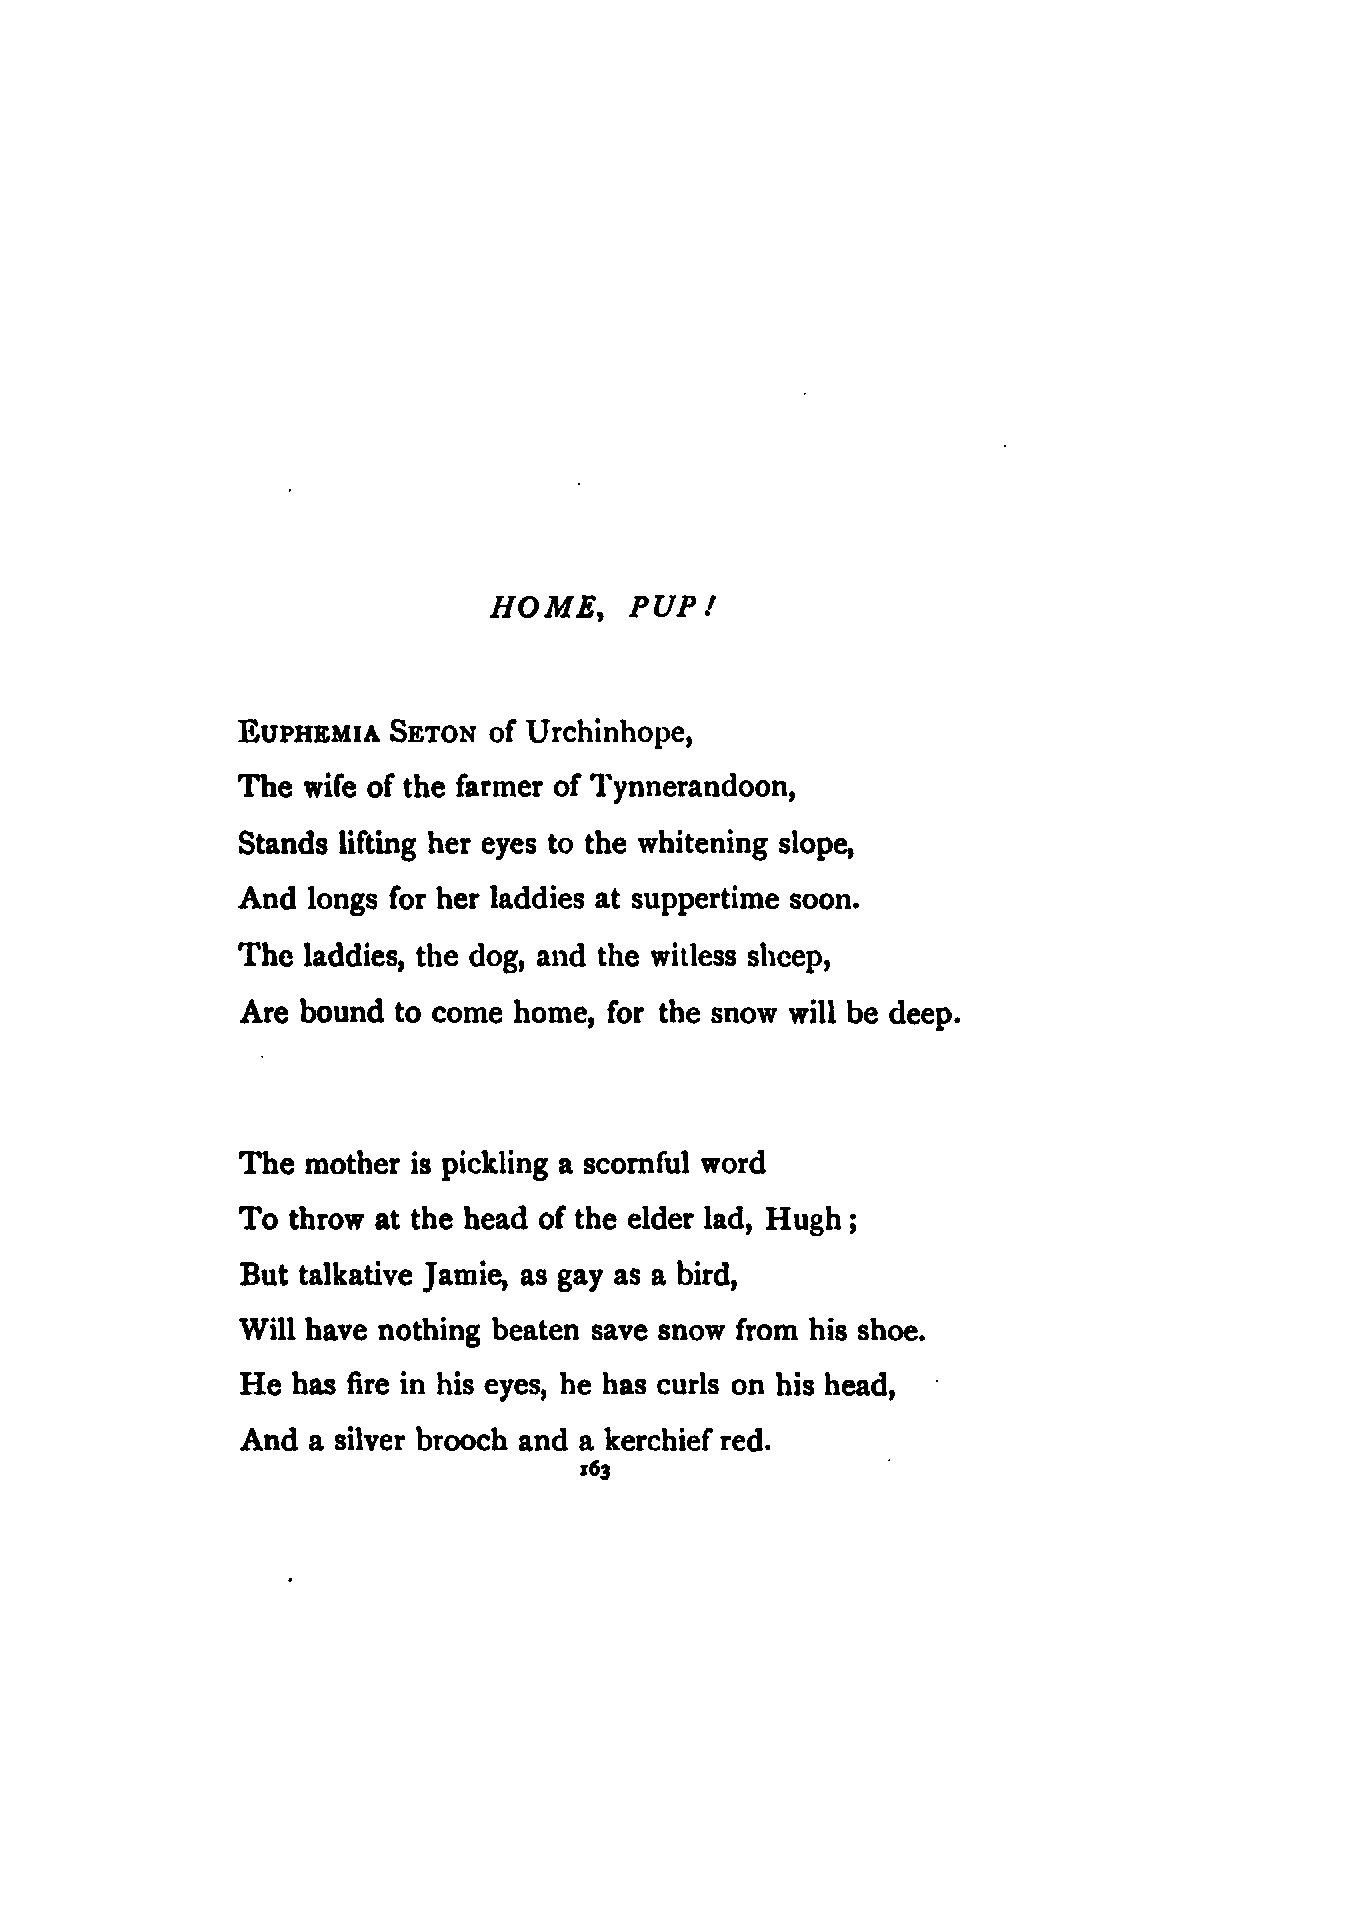 HOME, PUP!
EUPHEMIA SETON of Urchinhope,
The wife of the farmer of Tynnerandoon,
Stands lifting her eyes to the whitening slope,
And longs for her laddies at suppertime soon.
The laddies, the dog, and the witless sheep,
Are bound to come home, for the snow will be deep.
The mother is pickling a scornful word
To throw at the head of the elder lad, Hugh;
But talkative Jamie, as gay as a bird,
Will have nothing beaten save snow from his shoe.
He has fire in his eyes, he has curls on his head,
And a silver brooch and a kerchief red.
163